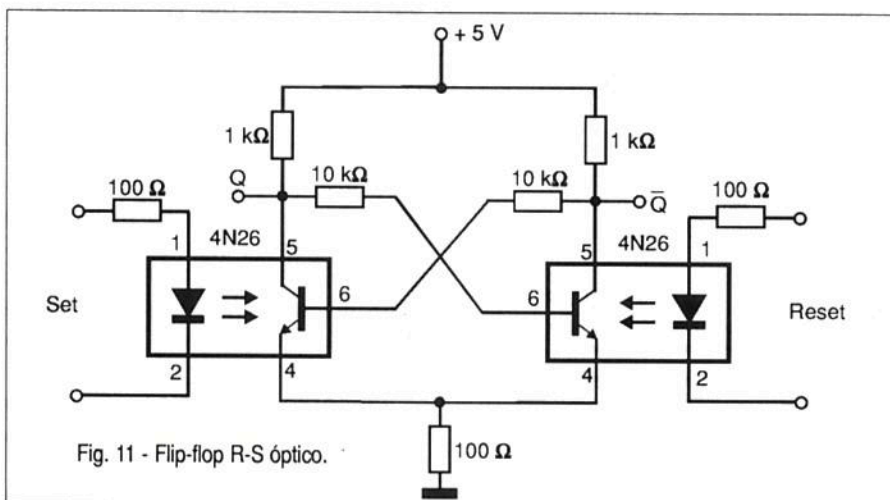 + 5 V
1 kΩ
1 kΩ
Q
10 kΩ
10 kΩ
Q̅
100 Ω
100 Ω
1
4N26
5
5
4N26
1
Set
6
6
Reset
2
4
4
2
100 Ω
Fig. 11 - Flip-flop R-S óptico.